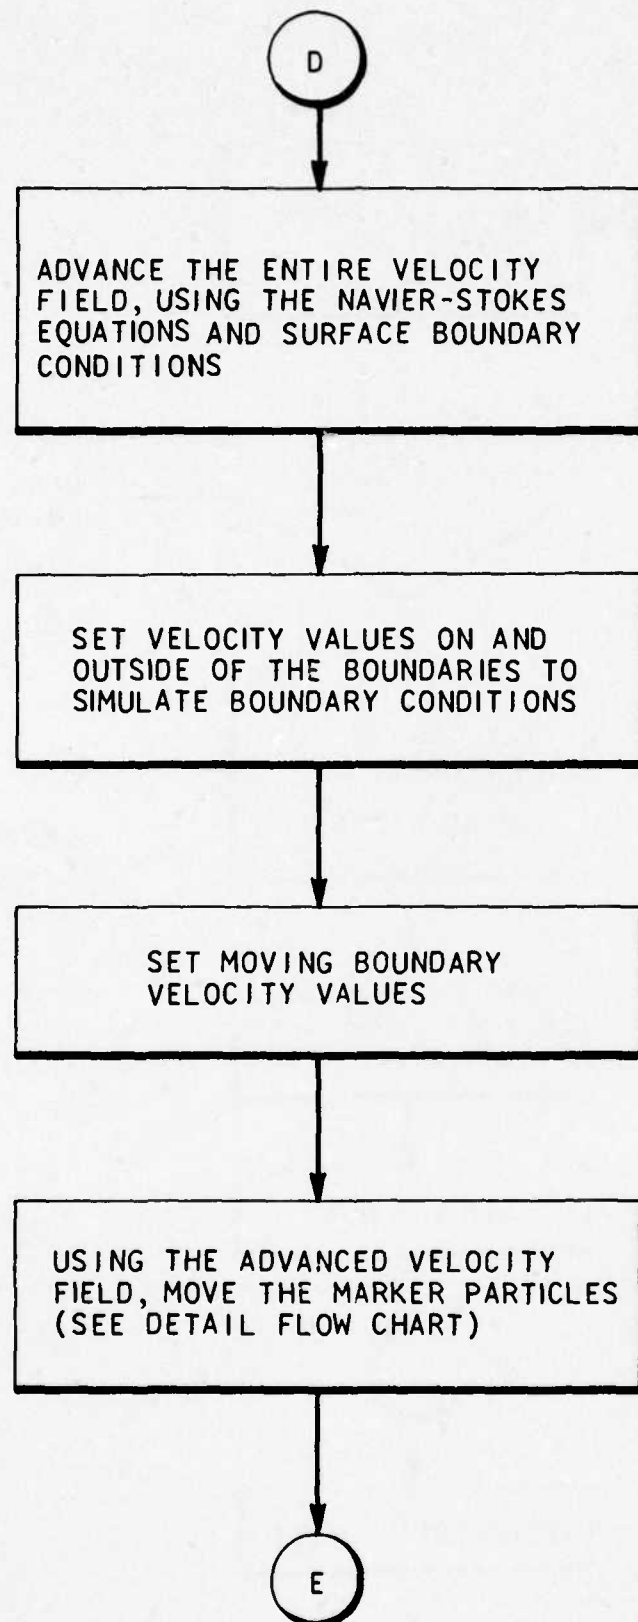 D
ADVANCE THE ENTIRE VELOCITY
FIELD, USING THE NAVIER-STOKES
EQUATIONS AND SURFACE BOUNDARY
CONDITIONS
SET VELOCITY VALUES ON AND
OUTSIDE OF THE BOUNDARIES TO
SIMULATE BOUNDARY CONDITIONS
SET MOVING BOUNDARY
VELOCITY VALUES
USING THE ADVANCED VELOCITY
FIELD, MOVE THE MARKER PARTICLES
(SEE DETAIL FLOW CHART)
E